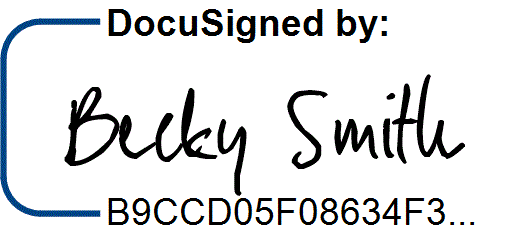 DocuSigned by:
Becky Smith
B9CCD05F08634F3...